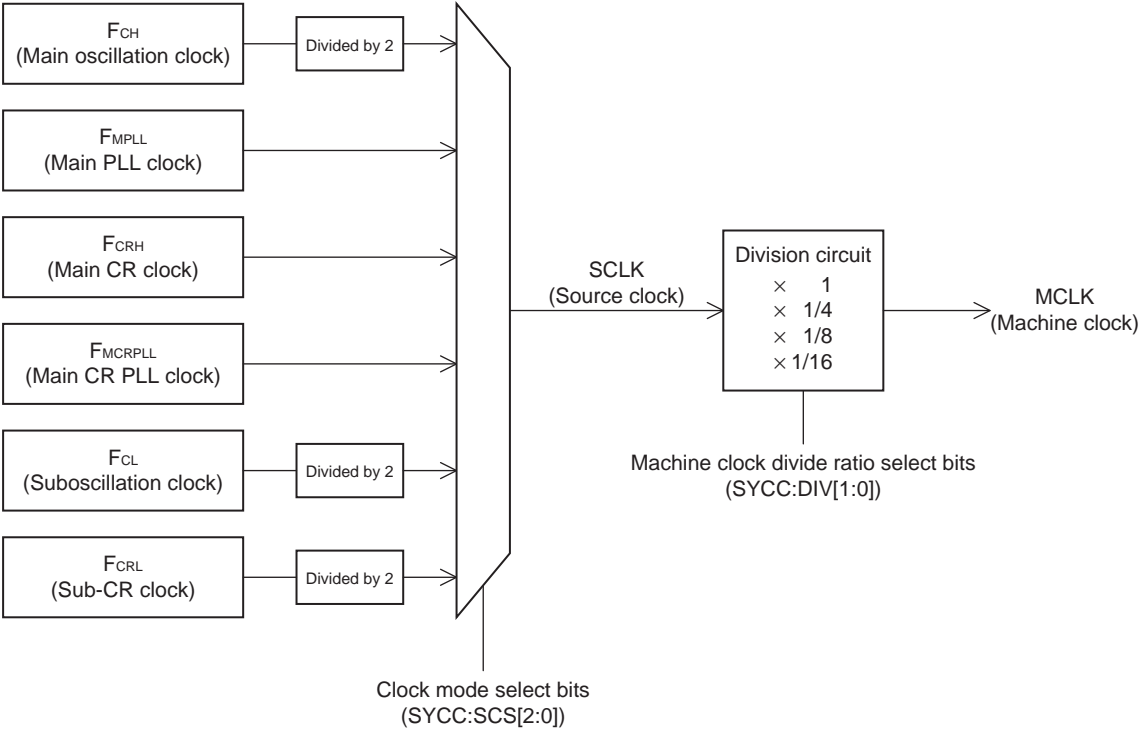 FCH
(Main oscillation clock)
Divided by 2
FMPLL
(Main PLL clock)
FCRH
(Main CR clock)
FMCRPLL
(Main CR PLL clock)
FCL
(Suboscillation clock)
Divided by 2
FCRL
(Sub-CR clock)
Divided by 2
SCLK
(Source clock)
Division circuit
× 1
× 1/4
× 1/8
× 1/16
MCLK
(Machine clock)
Machine clock divide ratio select bits
(SYCC:DIV[1:0])
Clock mode select bits
(SYCC:SCS[2:0])